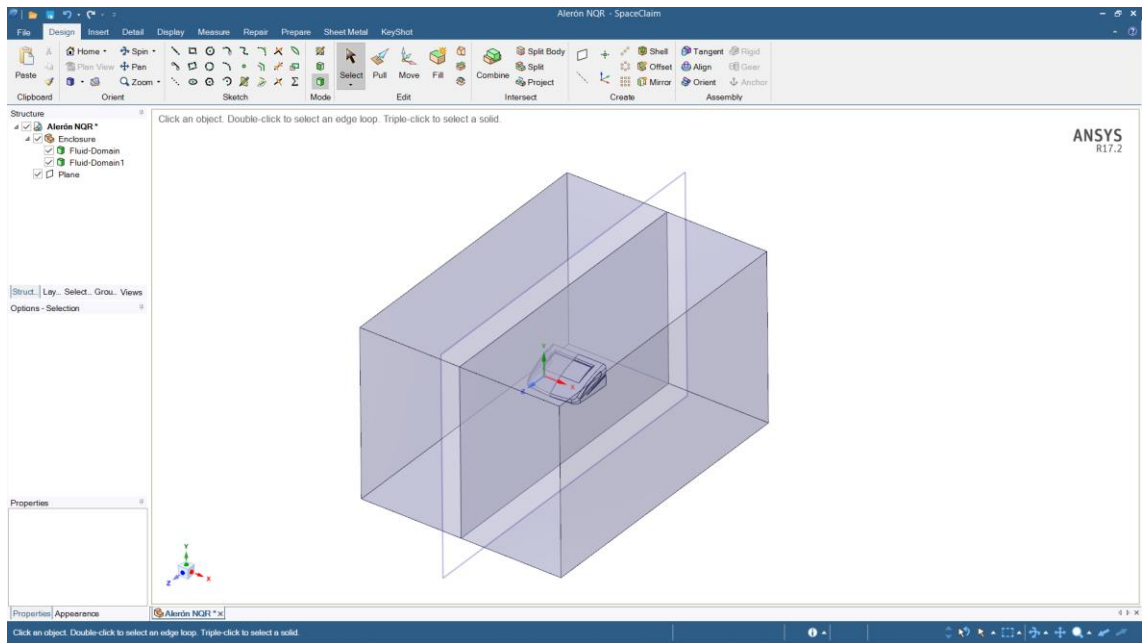 Alerón NQR - SpaceClaim
File Design Insert Detail Display Measure Repair Prepare Sheet Metal KeyShot
Paste
Home Spin
Plan View Pan
Zoom
Select Pull Move Fill
Combine
Split Body
Split
Project
Shell
Offset
Mirror
Tangent Rigid
Align Gear
Orient Anchor
Clipboard Orient Sketch Mode Edit Intersect Create Assembly
Structure
Alerón NQR*
Enclosure
Fluid-Domain
Fluid-Domain1
Plane
Struct... Lay... Select... Grou... Views
Options - Selection
Properties
Properties Appearance
Click an object. Double-click to select an edge loop. Triple-click to select a solid.
ANSYS
R17.2
Y
X
Z
Y
Z
X
Alerón NQR*
Click an object. Double-click to select an edge loop. Triple-click to select a solid.